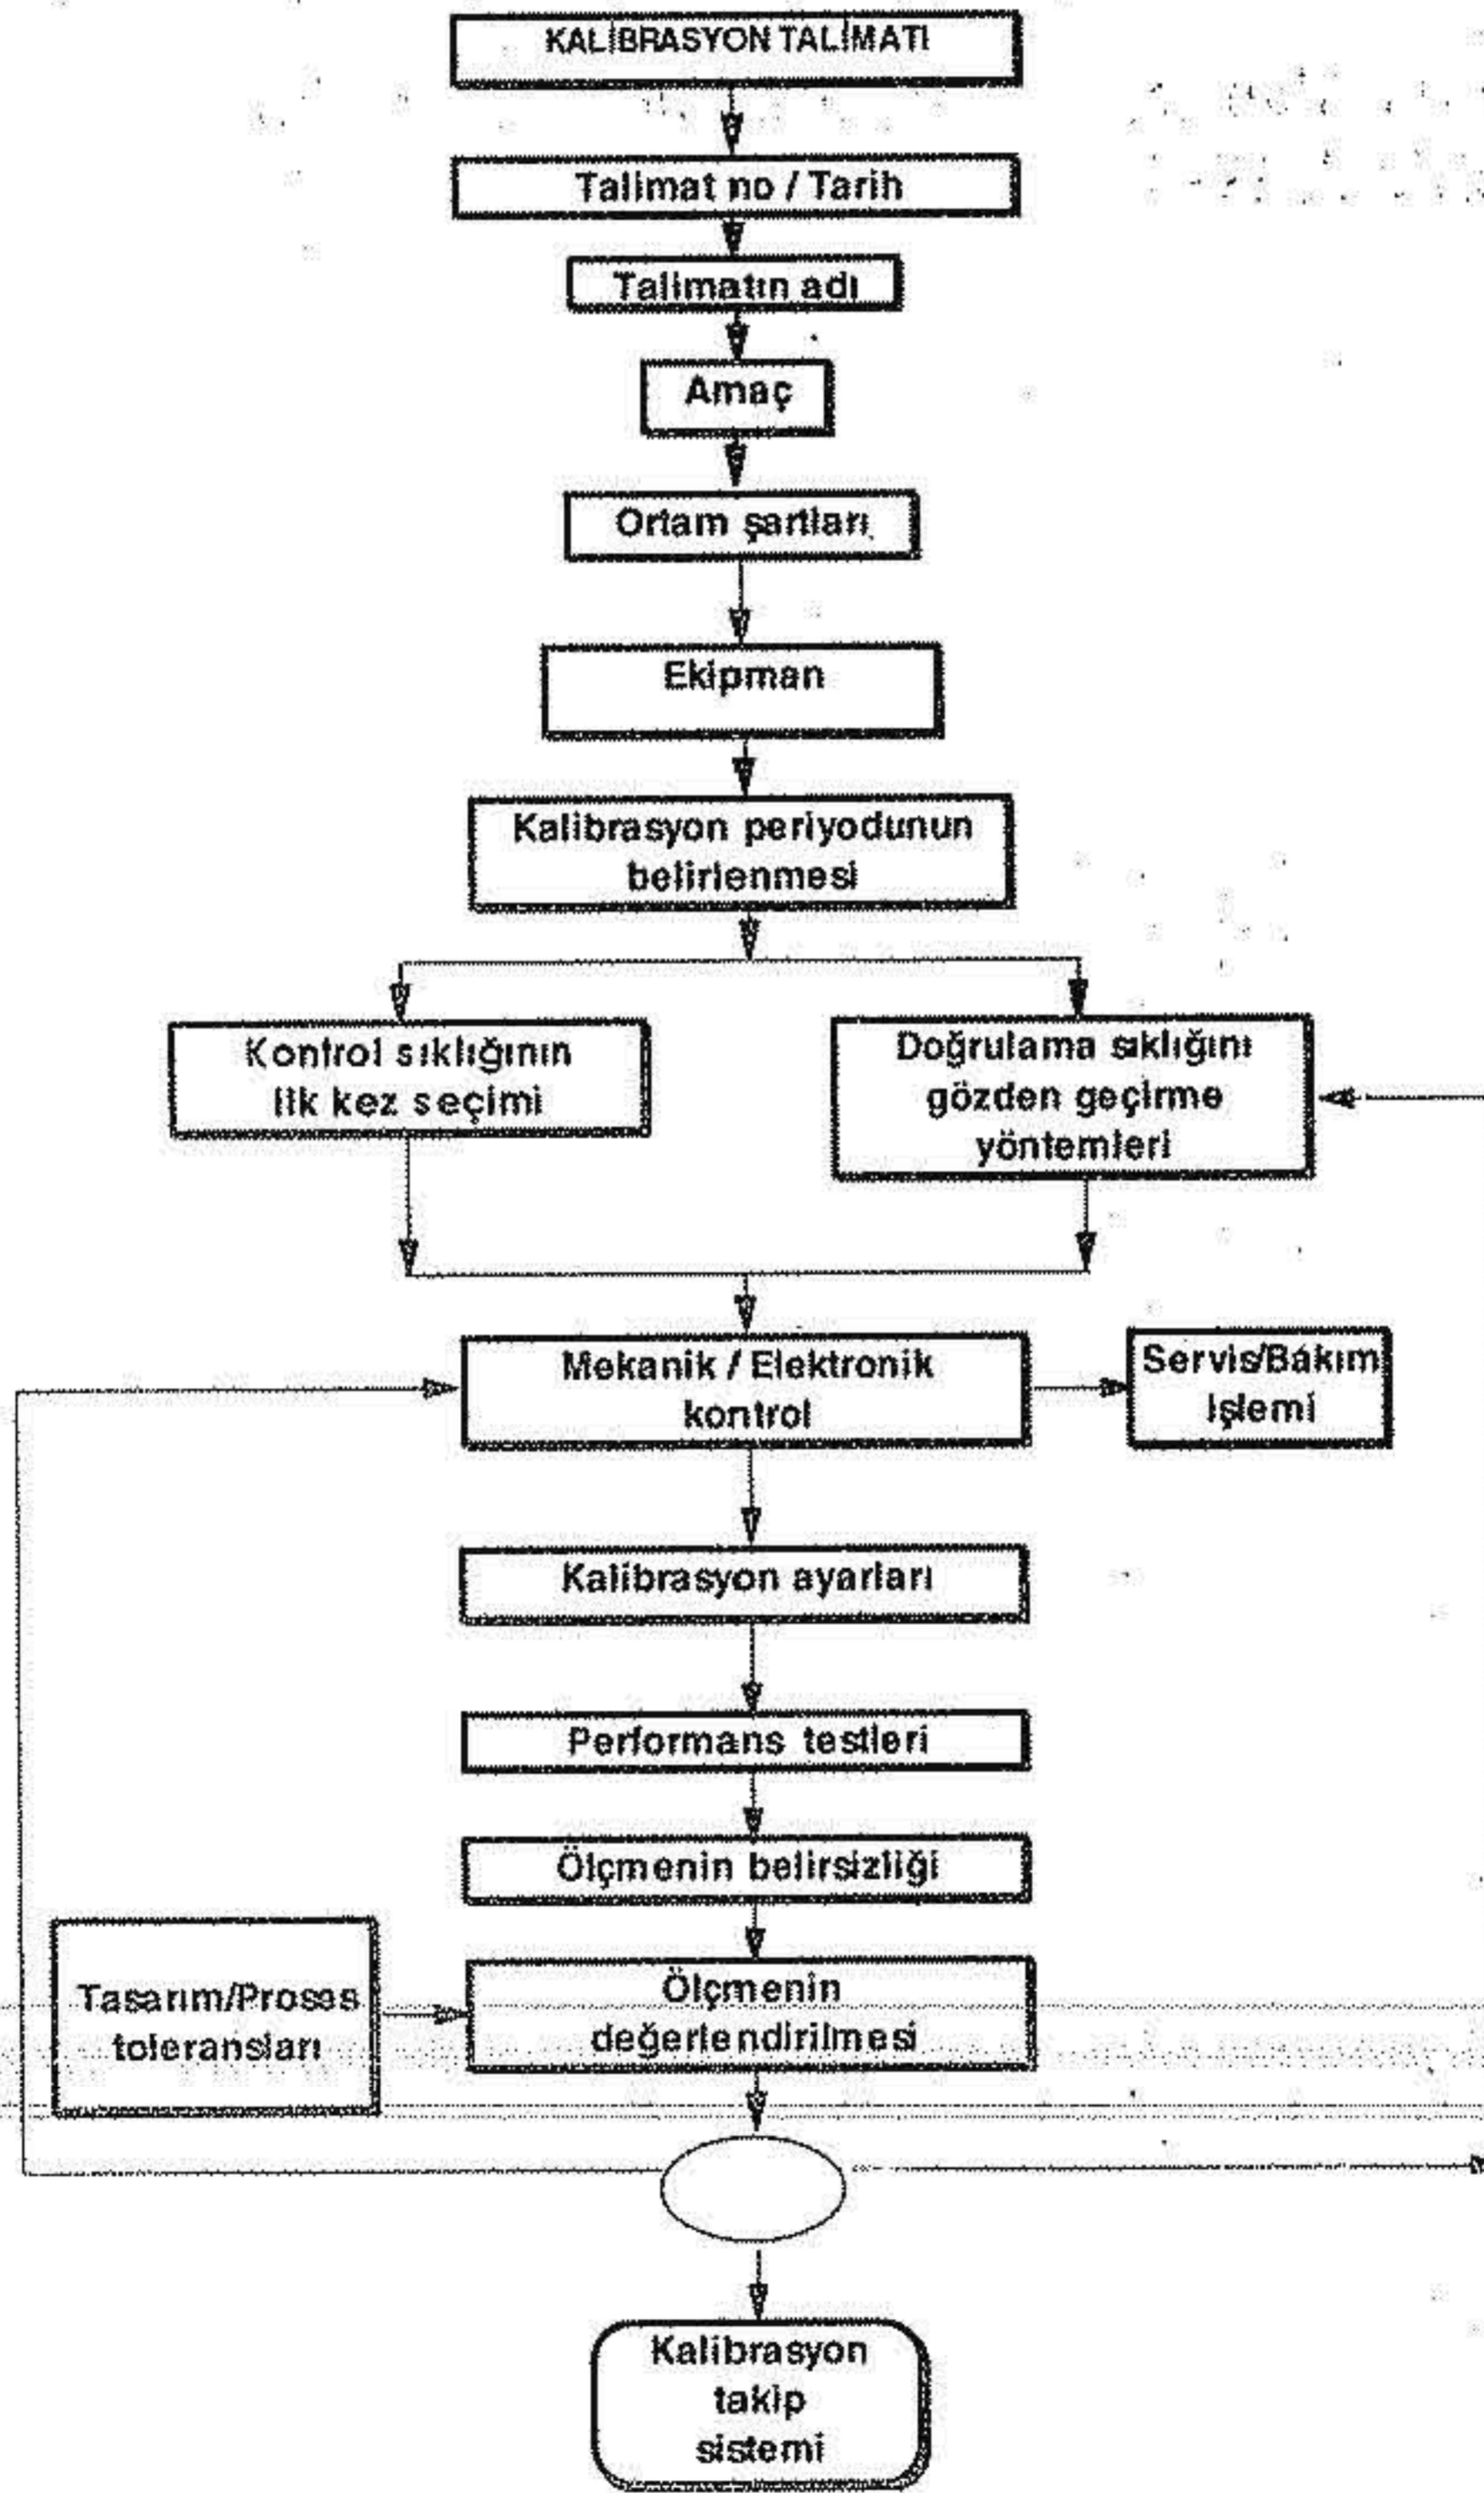 KALİBRASYON TALİMATI
Talimat no / Tarih
Talimatın adı
Amaç
Ortam şartları
Ekipman
Kalibrasyon periyodunun
belirlenmesi
Kontrol sıklığının
ilk kez seçimi
Doğrulama sıklığını
gözden geçirme
yöntemleri
Mekanik / Elektronik
kontrol
Servis/Bakım
işlemi
Kalibrasyon ayarları
Performans testleri
Ölçmenin belirsizliği
Tasarım/Proses
toleransları
Ölçmenin
değerlendirilmesi
Kalibrasyon
takip
sistemi